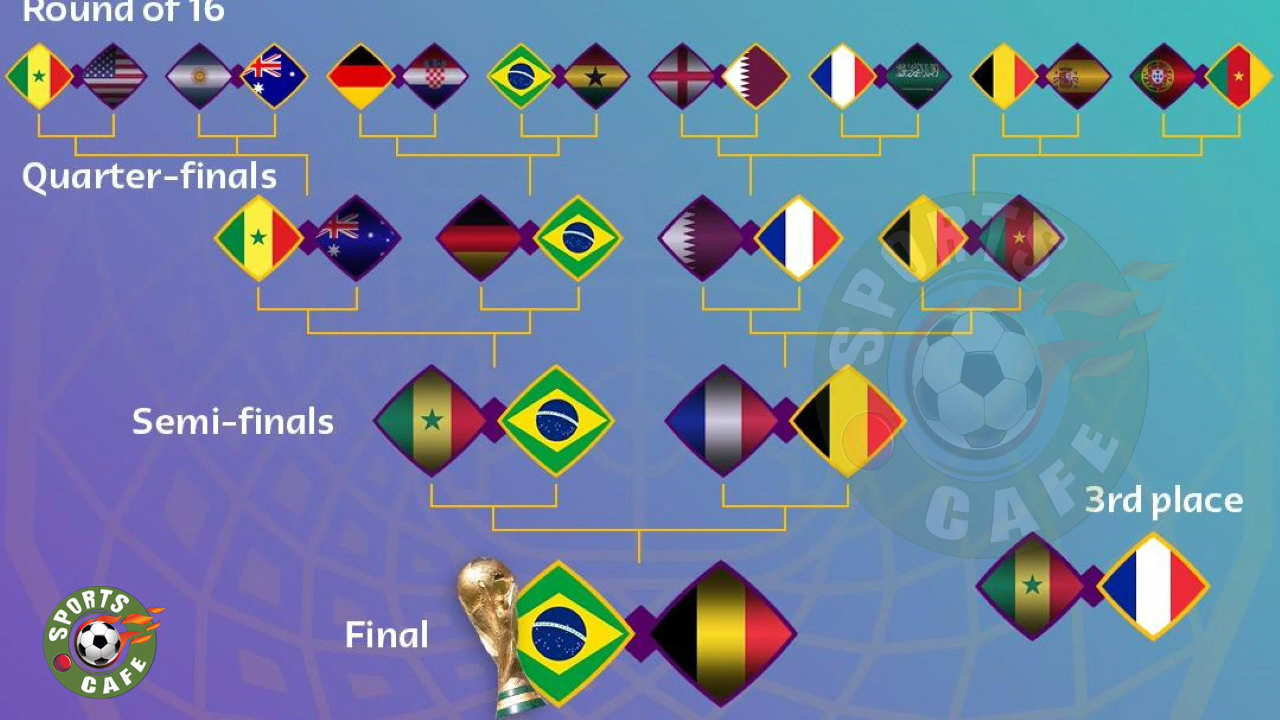 Round of 16
Quarter-finals
Semi-finals
3rd place
Final
SPORTS
CAFE
SPORTS
CAFE